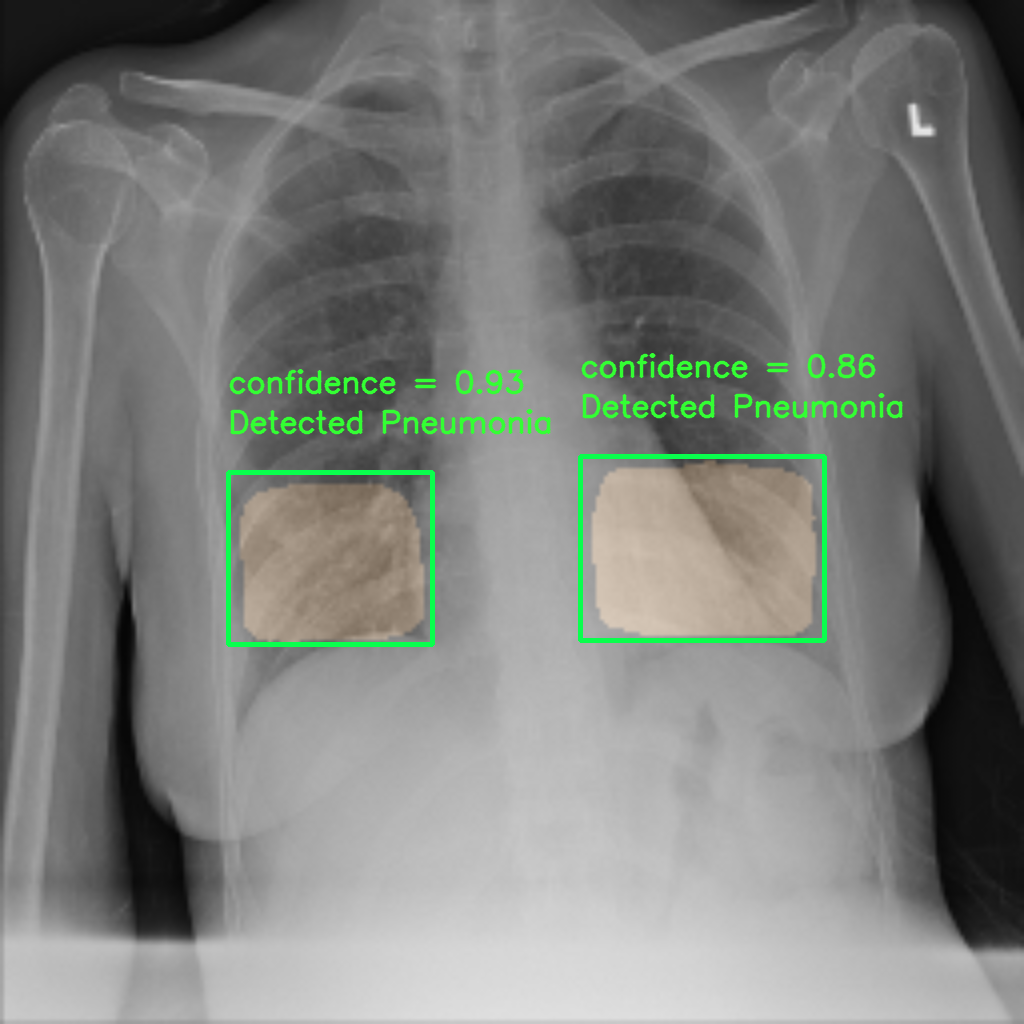 L
confidence = 0.93
Detected Pneumonia
confidence = 0.86
Detected Pneumonia